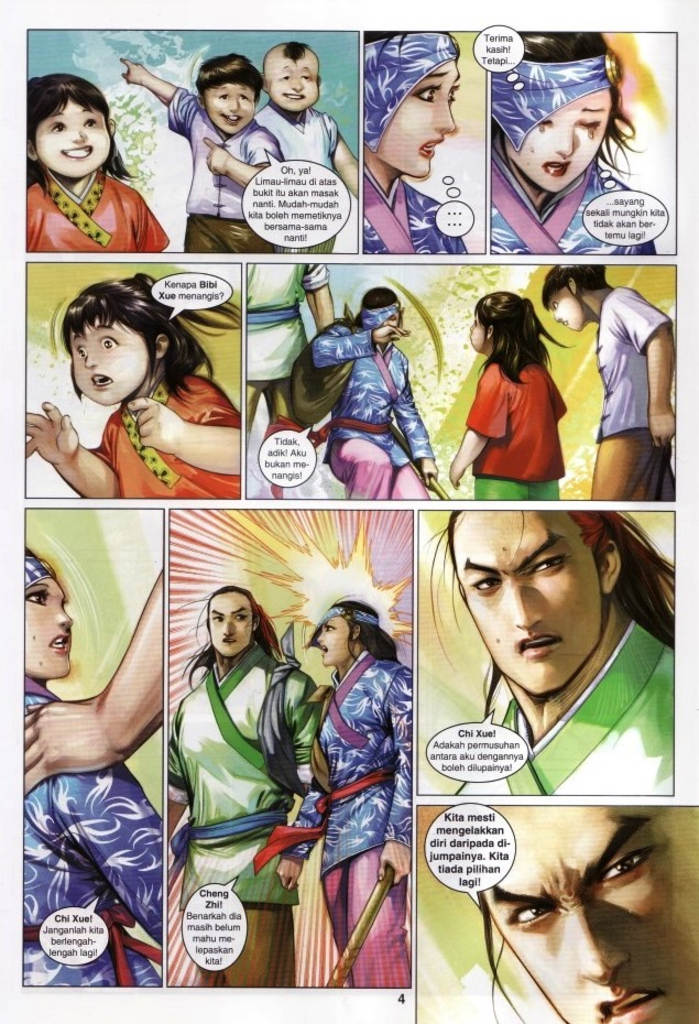 Oh, ya!
Limau-limau di atas
bukit itu akan masak
nanti. Mudah-mudah
kita boleh memetiknya
bersama-sama
nanti!
...
...
Terima
kasih!
Tetapi...
...sayang
sekali mungkin kita
tidak akan ber-
temu lagi!
Kenapa Bibi
Xue menangis?
Tidak,
adik! Aku
bukan me-
nangis!
Chi Xue!
Janganlah kita
berlengah-
lengah lagi!
Cheng
Zhi!
Benarkah dia
masih belum
mahu me-
lepaskan
kita!
Chi Xue!
Adakah permusuhan
antara aku dengannya
boleh dilupainya!
Kita mesti
mengelakkan
diri daripada di-
jumpainya. Kita
tiada pilihan
lagi!
4